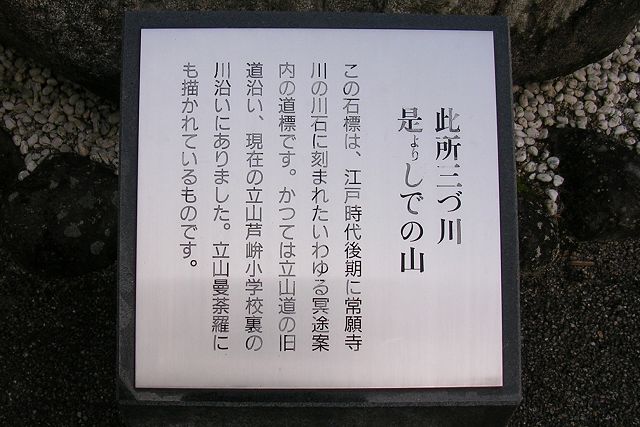 此所三づ川
是よりしでの山
この石標は、江戸時代後期に常願寺
川の川石に刻まれたいわゆる冥途案
内の道標です。かつては立山道の旧
道沿い、現在の立山芦峅小学校裏の
川沿いにありました。立山曼荼羅に
も描かれているものです。